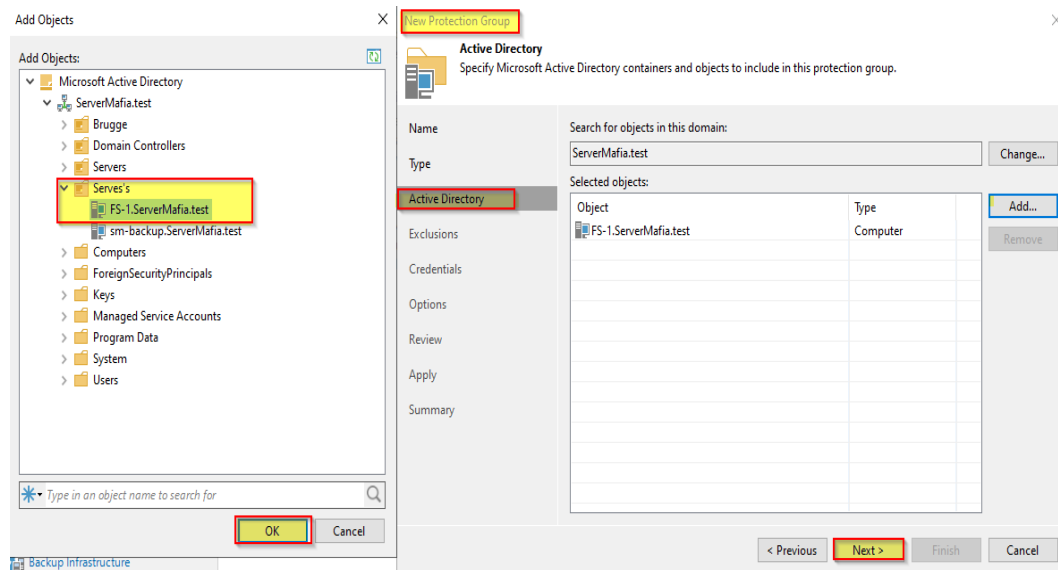 Add Objects
Add Objects:
Microsoft Active Directory
ServerMafia.test
Brugge
Domain Controllers
Servers
Serves's
FS-1.ServerMafia.test
sm-backup.ServerMafia.test
Computers
ForeignSecurityPrincipals
Keys
Managed Service Accounts
Program Data
System
Users
Type in an object name to search for
OK Cancel
Backup Infrastructure
New Protection Group
Active Directory
Specify Microsoft Active Directory containers and objects to include in this protection group.
Name
Type
Active Directory
Exclusions
Credentials
Options
Review
Apply
Summary
Search for objects in this domain:
ServerMafia.test Change...
Selected objects:
Object Type
FS-1.ServerMafia.test Computer
Add...
Remove
< Previous Next > Finish Cancel